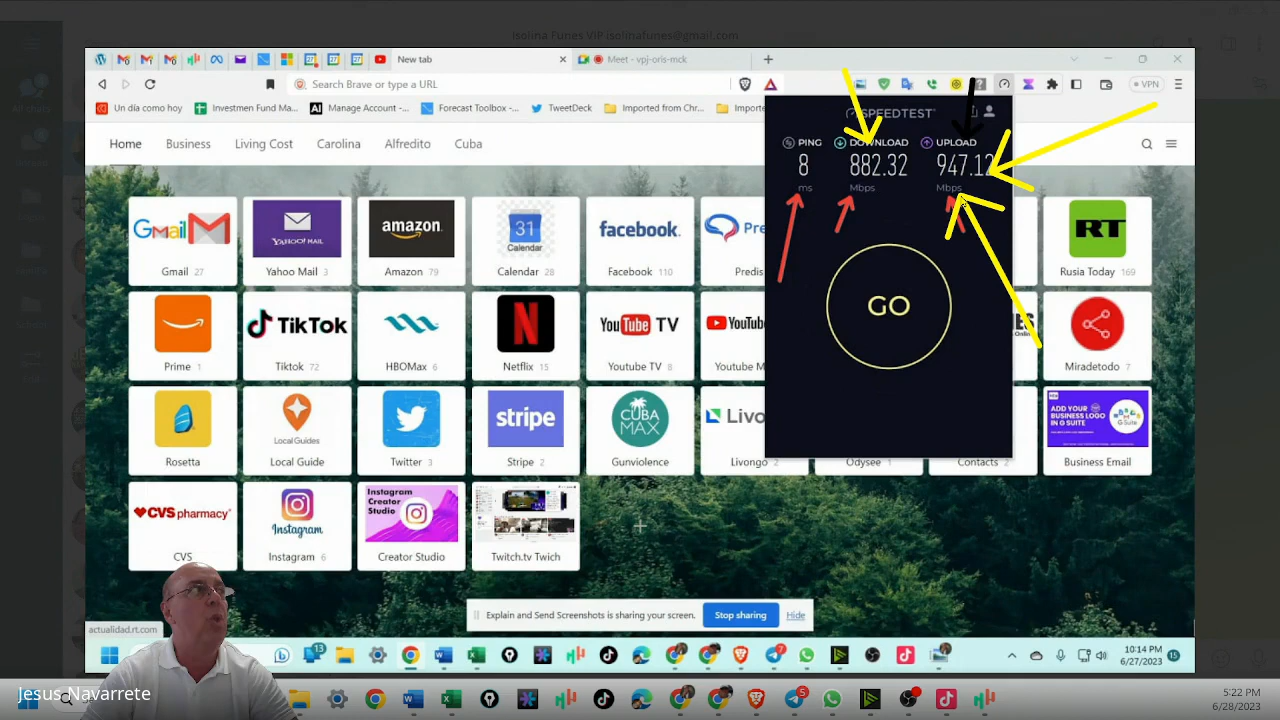 Isolina Funes VIP isolinafunes@gmail.com
New tab
Meet - vpj-oris-mck
Search Brave or type a URL
VPN
Un día como hoy
Investmen Fund Ma...
Manage Account -...
Forecast Toolbox -...
TweetDeck
Imported from Chr...
Importe
Home
Business
Living Cost
Carolina
Alfredito
Cuba
SPEEDTEST
PING
DOWNLOAD
UPLOAD
8
882.32
947.12
ms
Mbps
Mbps
GO
Gmail
YAHOO! MAIL
amazon
31
Calendar
facebook.
Pre
RT
Gmail 27
Yahoo Mail 3
Amazon 79
Calendar 28
Facebook 110
Predis
Rusia Today 169
TikTok
N
YouTube TV
YouTube
Prime 1
Tiktok 72
HBOMax 6
Netflix 15
Youtube TV 8
Youtube M
Miradetodo 7
Local Guides
stripe
CUBA
MAX
Livo
ADD YOUR
BUSINESS LOGO
IN G SUITE
Rosetta
Local Guide
Twitter 3
Stripe 2
Gunviolence
Livongo 2
Odysee 1
Contacts 2
Business Email
CVS pharmacy
Instagram
Instagram
Creator
Studio
CVS
Instagram 6
Creator Studio
Twitch.tv Twich
Explain and Send Screenshots is sharing your screen.
Stop sharing
Hide
actualidad.rt.com
13
7
10:14 PM
6/27/2023
15
Jesus Navarrete
5
5:22 PM
6/28/2023